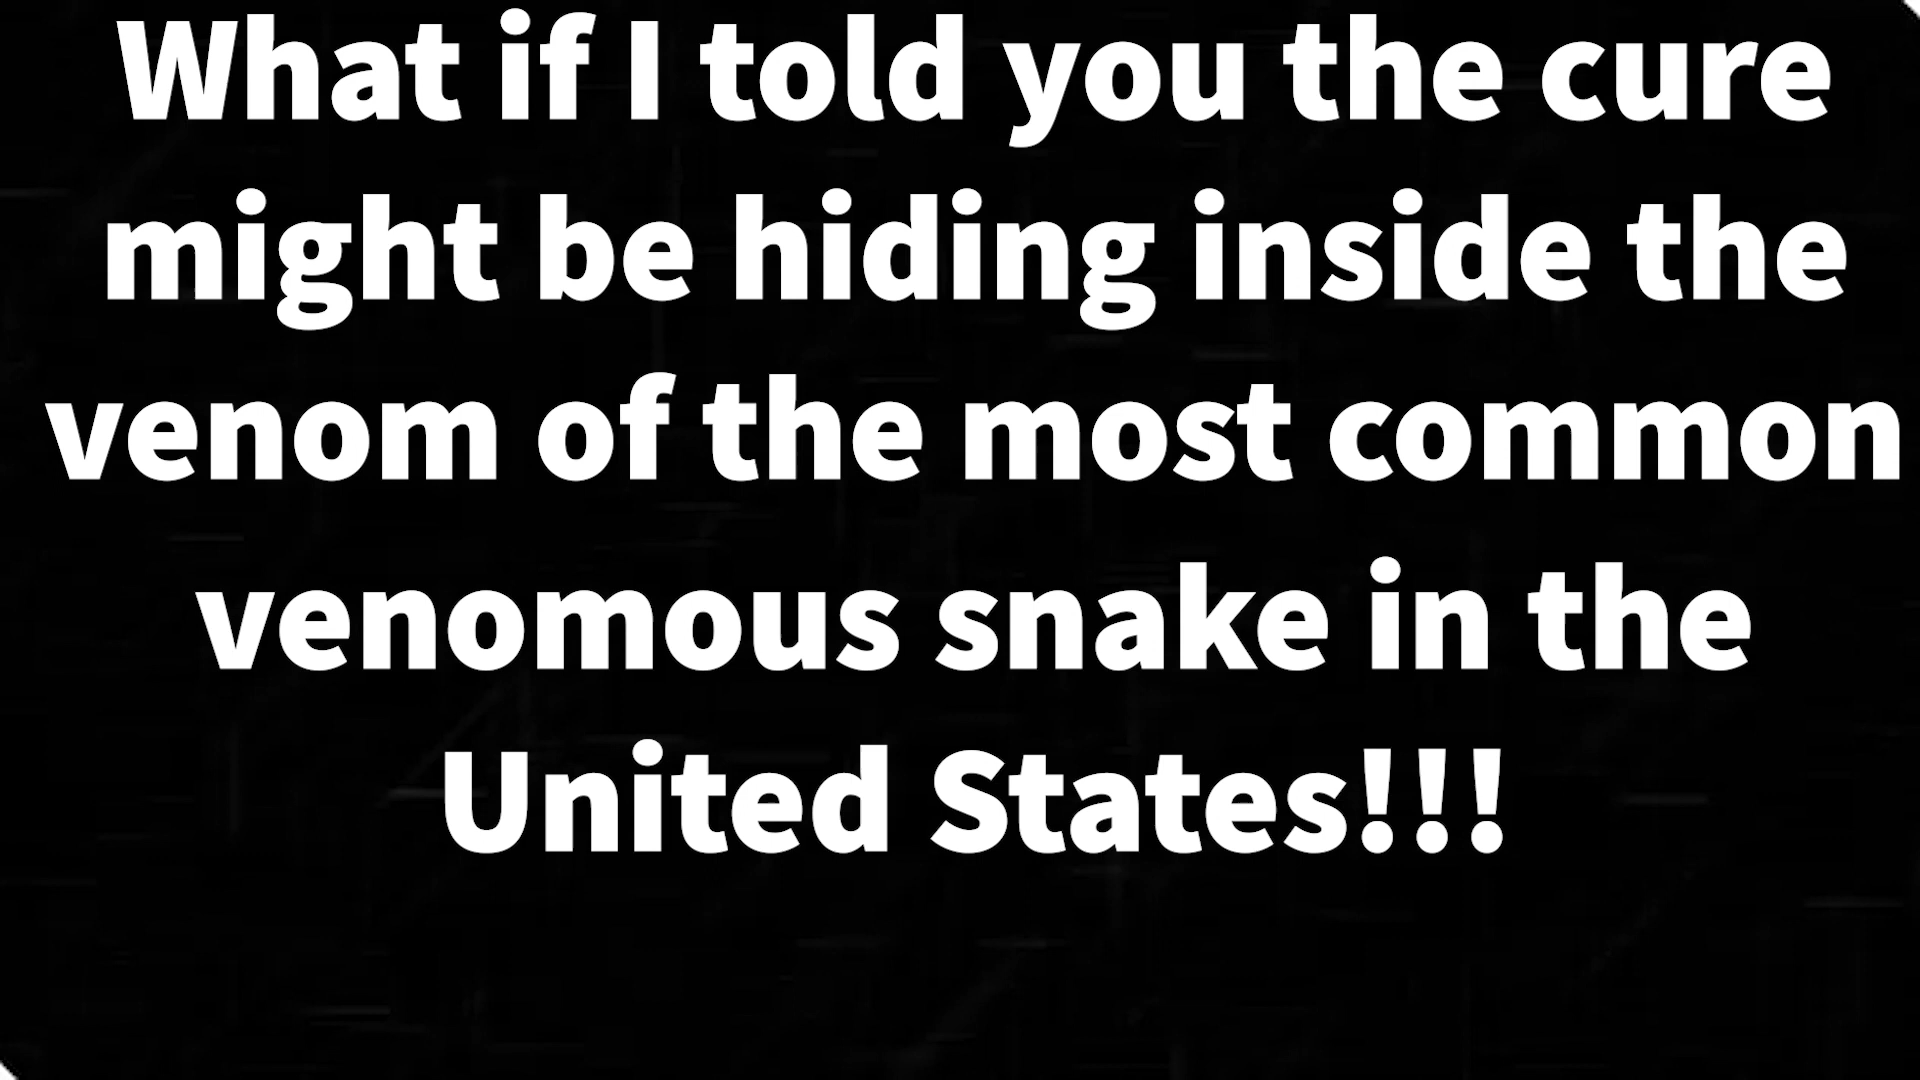 What if I told you the cure
might be hiding inside the
venom of the most common
venomous snake in the
United States!!!